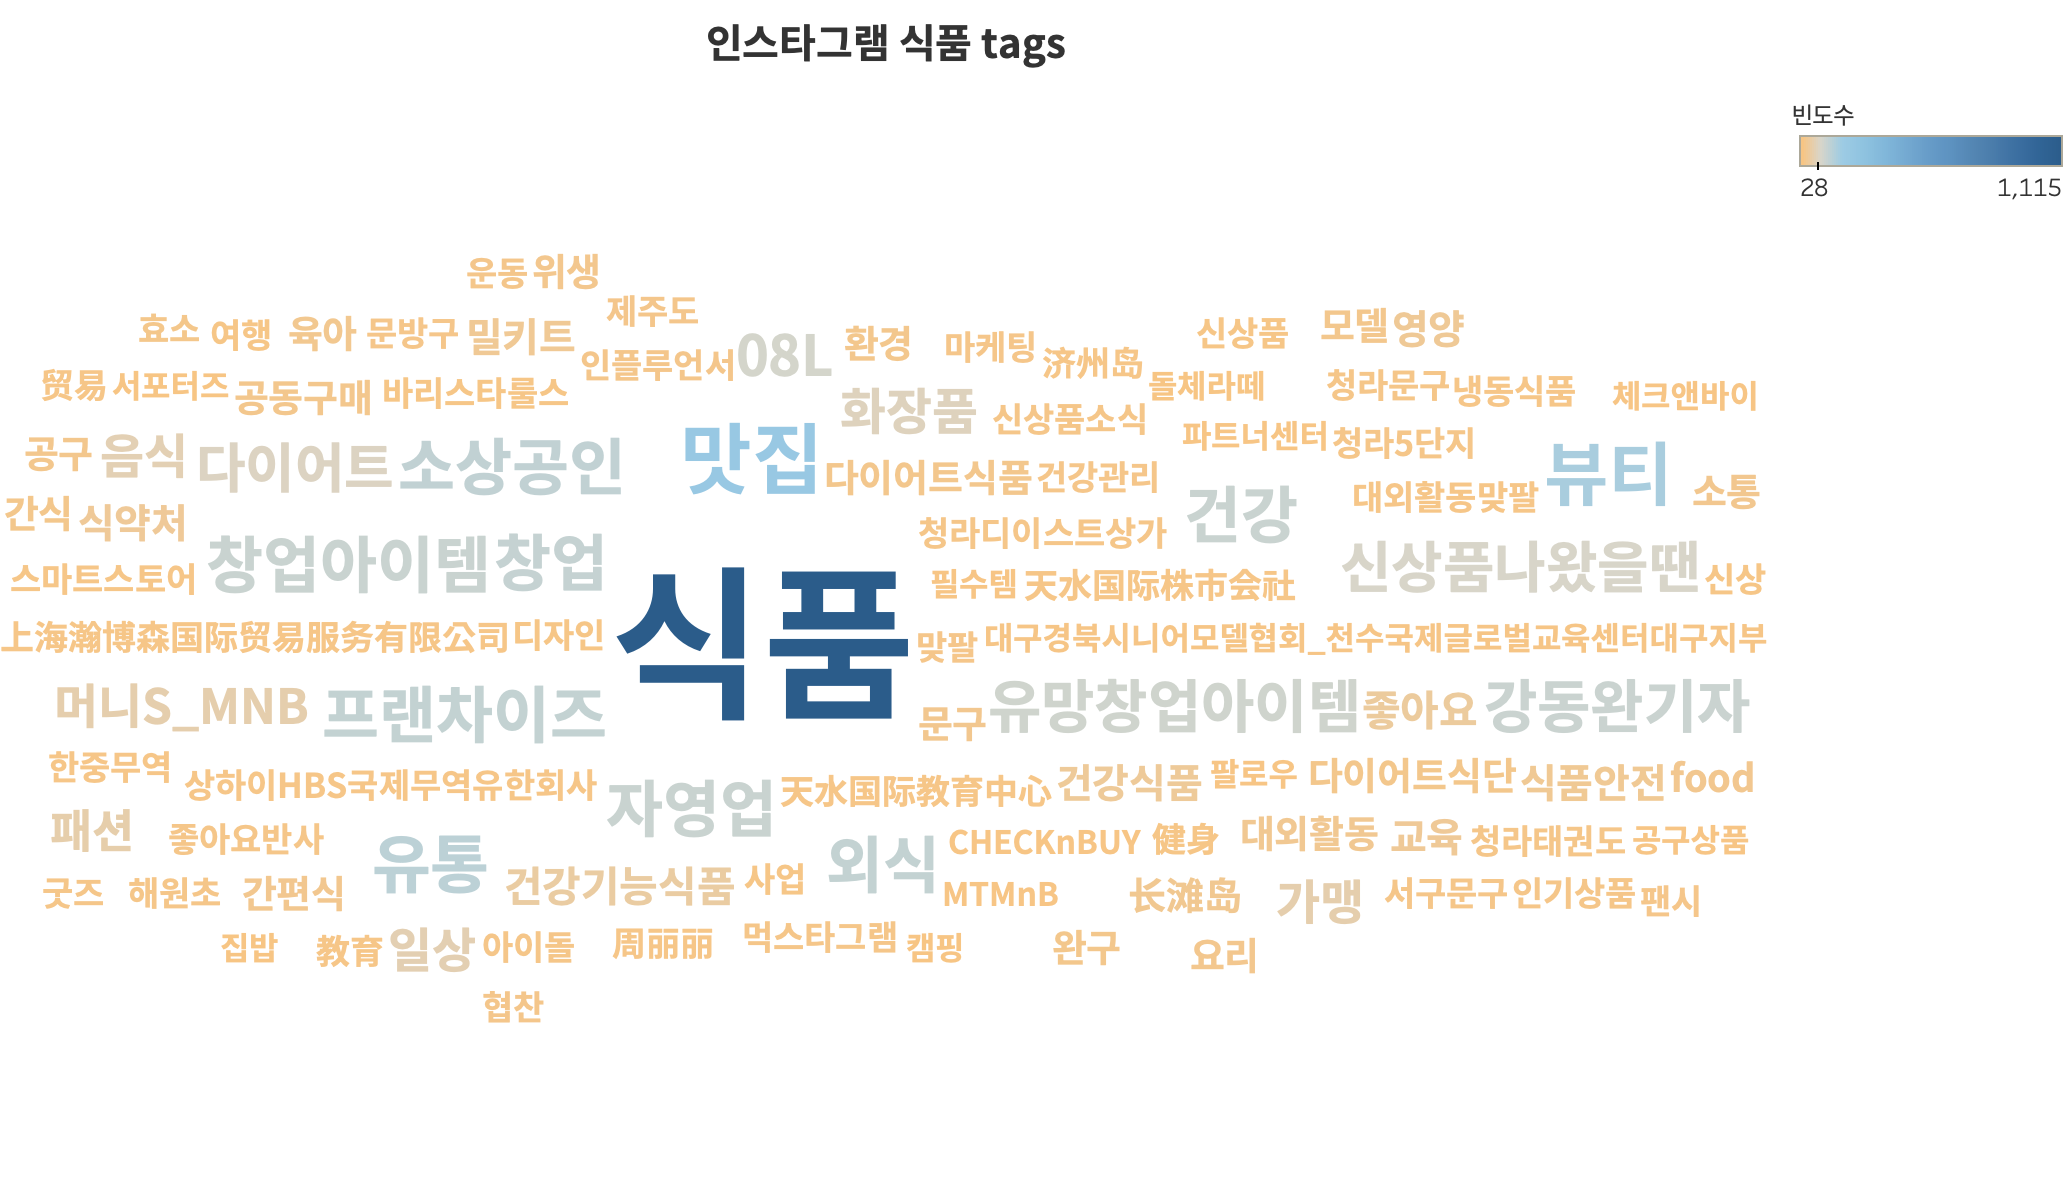 인스타그램 식품 tags
빈도수
28 1,115
운동 위생
제주도
효소 여행 육아 문방구 밀키트
인플루언서 08L 환경 마케팅 济州岛 신상품 모델 영양
贸易 서포터즈 공동구매 바리스타룰스
화장품 신상품소식 돌체라떼 청라문구 냉동식품 체크앤바이
공구 음식 다이어트 소상공인 맛집 다이어트식품 건강관리 파트너센터 청라5단지 뷰티 소통
간식 식약처 청라디이스트상가 건강 대외활동맞팔
스마트스토어 창업아이템 창업 필수템 天水国际株市会社 신상품나왔을땐 신상
上海瀚博森国际贸易服务有限公司 디자인 식품 맞팔 대구경북시니어모델협회_천수국제글로벌교육센터대구지부
머니S_MNB 프랜차이즈 문구 유망창업아이템 좋아요 강동완기자
한중무역 상하이HBS국제무역유한회사 자영업 天水国际教育中心 건강식품 팔로우 다이어트식단 식품안전 food
패션 좋아요반사 유통 외식 CHECKnBUY 健身 대외활동 교육 청라태권도 공구상품
굿즈 해원초 간편식 건강기능식품 사업 MTMnB 长滩岛 가맹 서구문구 인기상품 팬시
집밥 教育 일상 아이돌 周丽丽 먹스타그램 캠핑 완구 요리
협찬